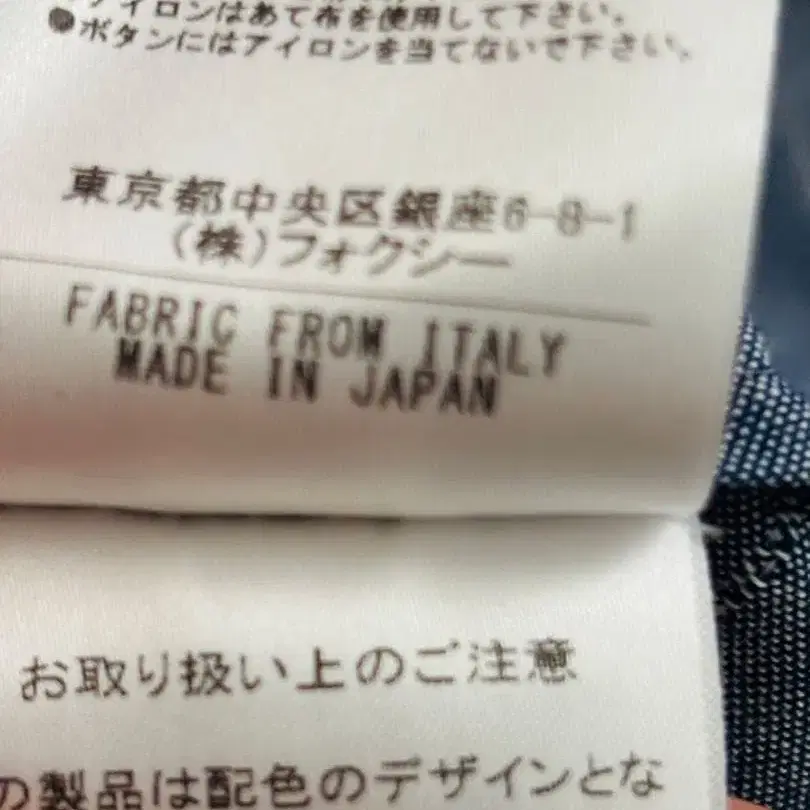 アイロンはあて布を使用して下さい。
●ボタンにはアイロンを当てないで下さい。
東京都中央区銀座6-8-1
(株)フォクシー
FABRIC FROM ITALY
MADE IN JAPAN
お取り扱い上のご注意
の製品は配色のデザインとな